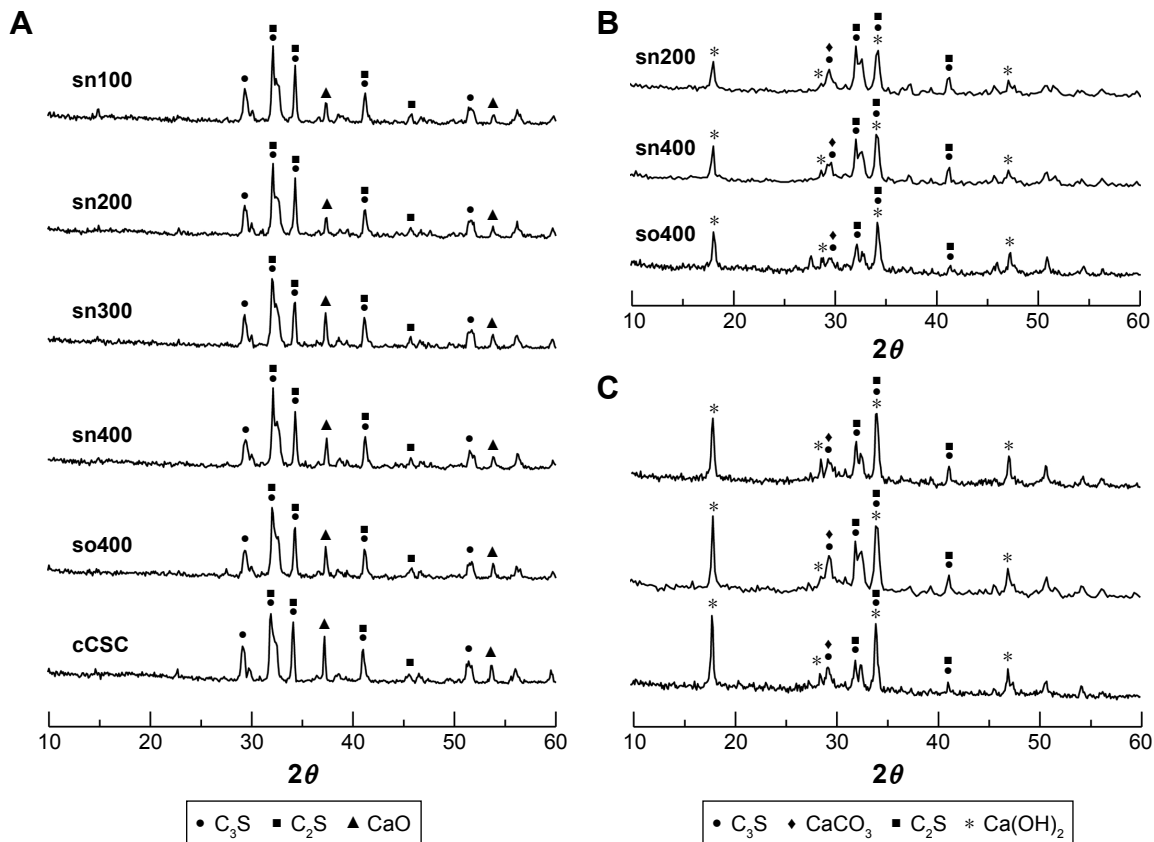 A
sn100
sn200
sn300
sn400
so400
cCSC
10 20 30 40 50 60
2θ
● C₃S ■ C₂S ▲ CaO
B
sn200
sn400
so400
10 20 30 40 50 60
2θ
C
10 20 30 40 50 60
2θ
● C₃S ♦ CaCO₃ ■ C₂S * Ca(OH)₂